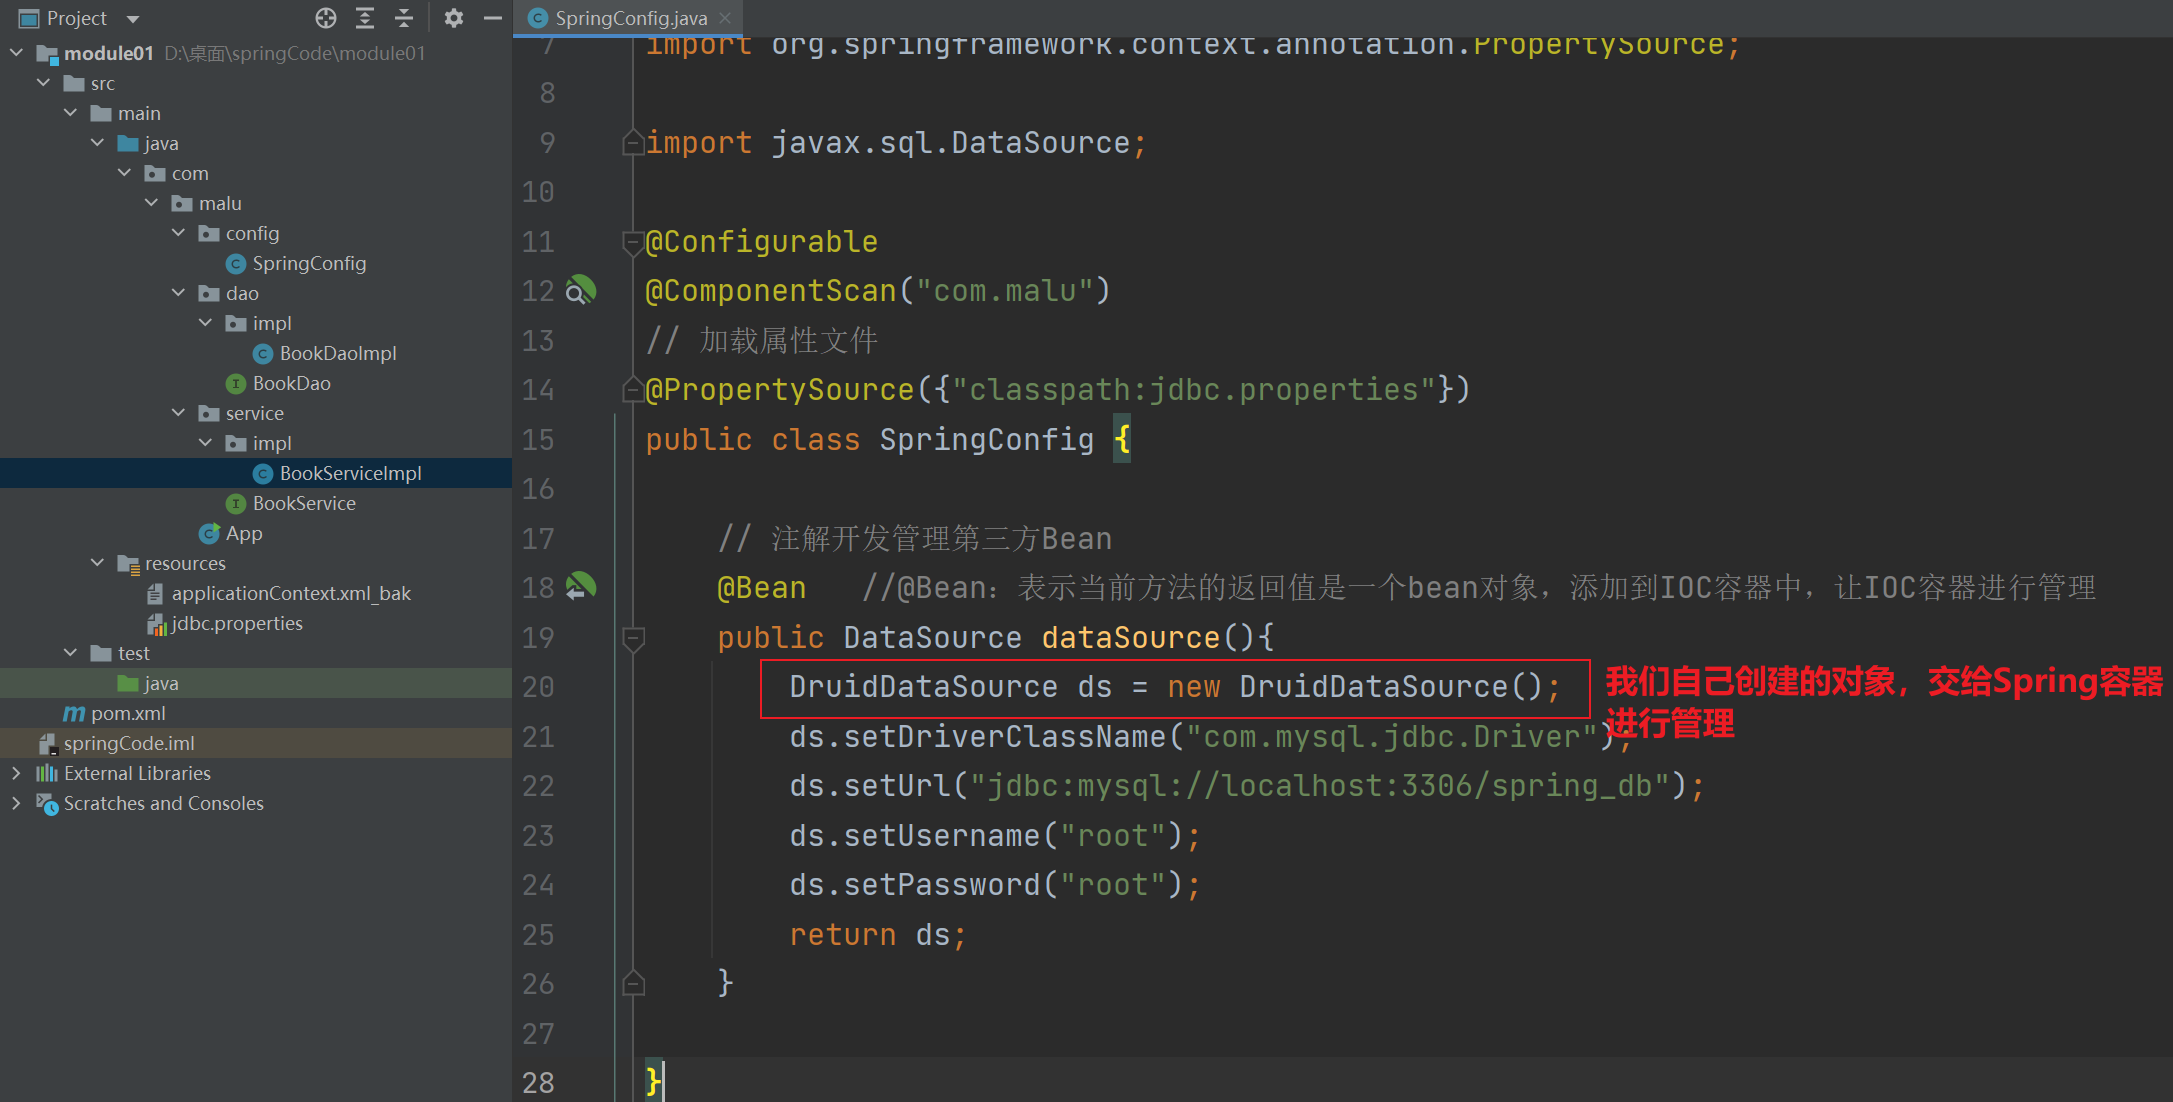 Project
module01 D:\桌面\springCode\module01
src
main
java
com
malu
config
SpringConfig
dao
impl
BookDaoImpl
BookDao
service
impl
BookServiceImpl
BookService
App
resources
applicationContext.xml_bak
jdbc.properties
test
java
pom.xml
springCode.iml
External Libraries
Scratches and Consoles
SpringConfig.java
7 import org.springframework.context.annotation.PropertySource;
8
9 import javax.sql.DataSource;
10
11 @Configurable
12 @ComponentScan("com.malu")
13 // 加载属性文件
14 @PropertySource({"classpath:jdbc.properties"})
15 public class SpringConfig {
16
17 // 注解开发管理第三方Bean
18 @Bean //@Bean：表示当前方法的返回值是一个bean对象，添加到IOC容器中，让IOC容器进行管理
19 public DataSource dataSource(){
20 DruidDataSource ds = new DruidDataSource();
我们自己创建的对象，交给Spring容器
进行管理
21 ds.setDriverClassName("com.mysql.jdbc.Driver");
22 ds.setUrl("jdbc:mysql://localhost:3306/spring_db");
23 ds.setUsername("root");
24 ds.setPassword("root");
25 return ds;
26 }
27
28 }